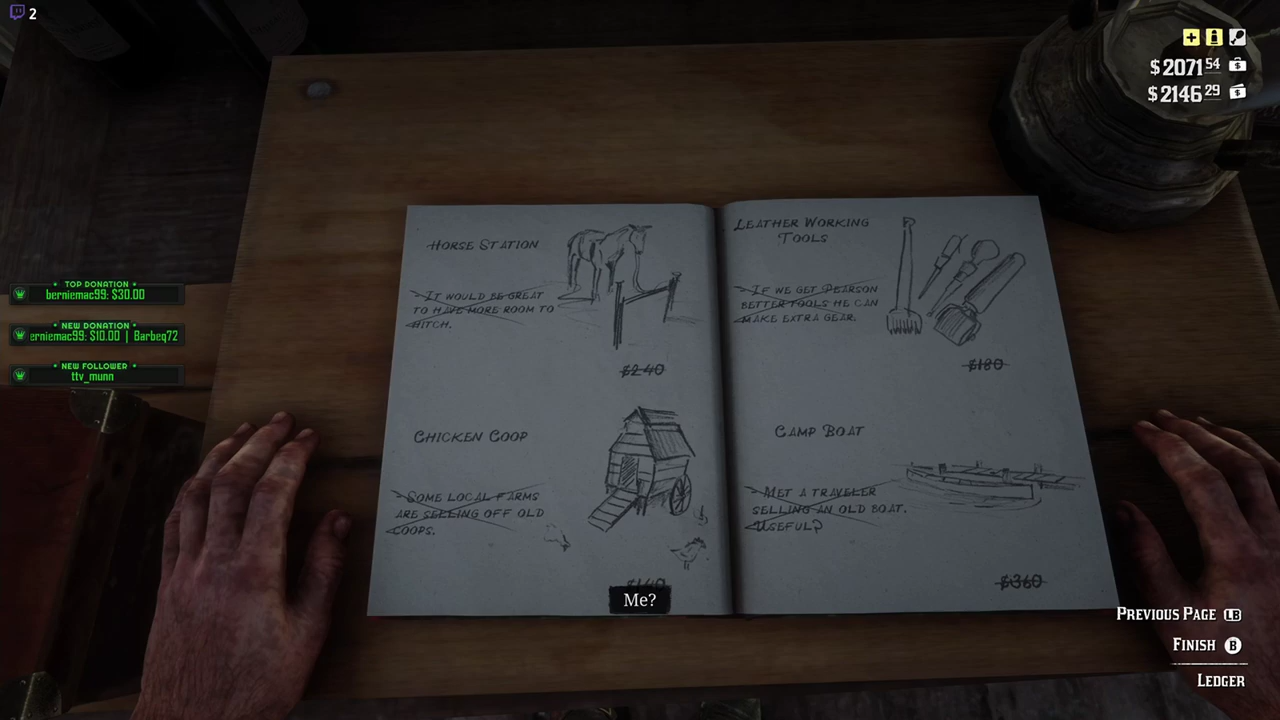 2
$2071 54
$2146 29
TOP DONATION
berniemac99: $30.00
NEW DONATION
erniemac99: $10.00 | Barbeq72
NEW FOLLOWER
ttv_munn
HORSE STATION
- IT WOULD BE GREAT
TO HAVE MORE ROOM TO
HITCH.
$240
CHICKEN COOP
- SOME LOCAL FARMS
ARE SELLING OFF OLD
COOPS.
$140
LEATHER WORKING
TOOLS
- IF WE GET PEARSON
BETTER TOOLS HE CAN
MAKE EXTRA GEAR.
$180
CAMP BOAT
- MET A TRAVELER
SELLING AN OLD BOAT.
USEFUL?
$360
Me?
PREVIOUS PAGE LB
FINISH B
LEDGER